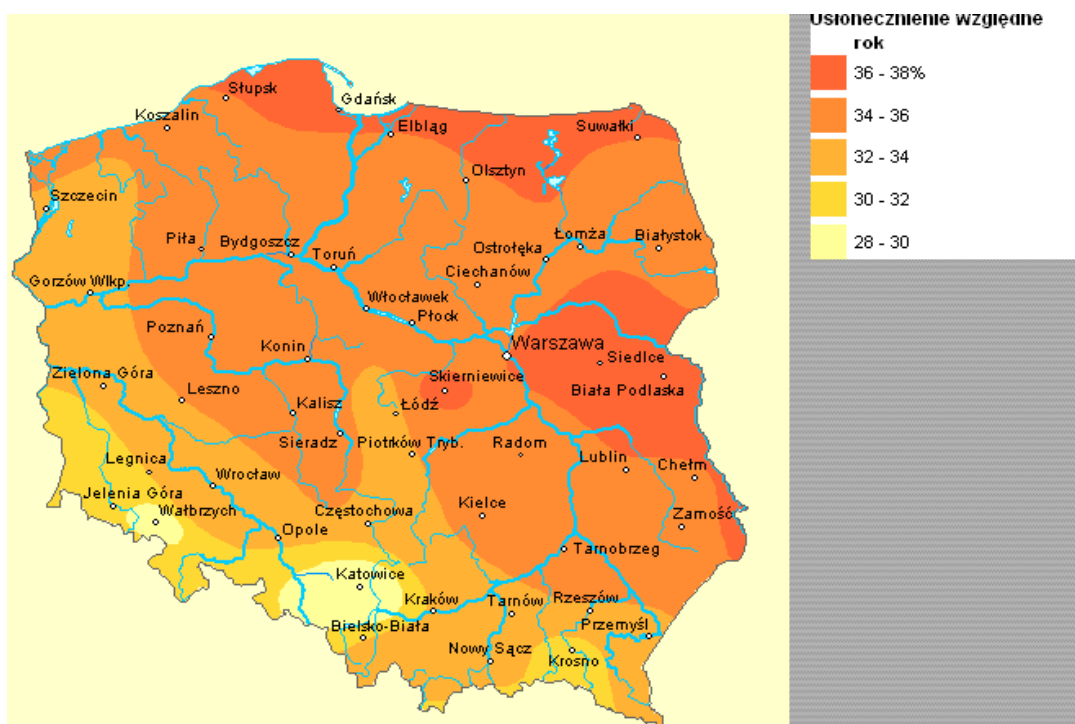 Usłonecznienie względne
rok
36 - 38%
34 - 36
32 - 34
30 - 32
28 - 30
Słupsk
Gdańsk
Koszalin
Elbląg
Suwałki
Olsztyn
Szczecin
Piła
Bydgoszcz
Toruń
Ostrołęka
Łomża
Białystok
Ciechanów
Gorzów Wlkp.
Włocławek
Płock
Poznań
Konin
Warszawa
Siedlce
Zielona Góra
Leszno
Skierniewice
Biała Podlaska
Kalisz
Łódź
Sieradz
Piotrków Tryb.
Radom
Lublin
Chełm
Legnica
Wrocław
Jelenia Góra
Wałbrzych
Częstochowa
Kielce
Zamość
Opole
Tarnobrzeg
Katowice
Kraków
Tarnów
Rzeszów
Bielsko-Biała
Przemyśl
Nowy Sącz
Krosno